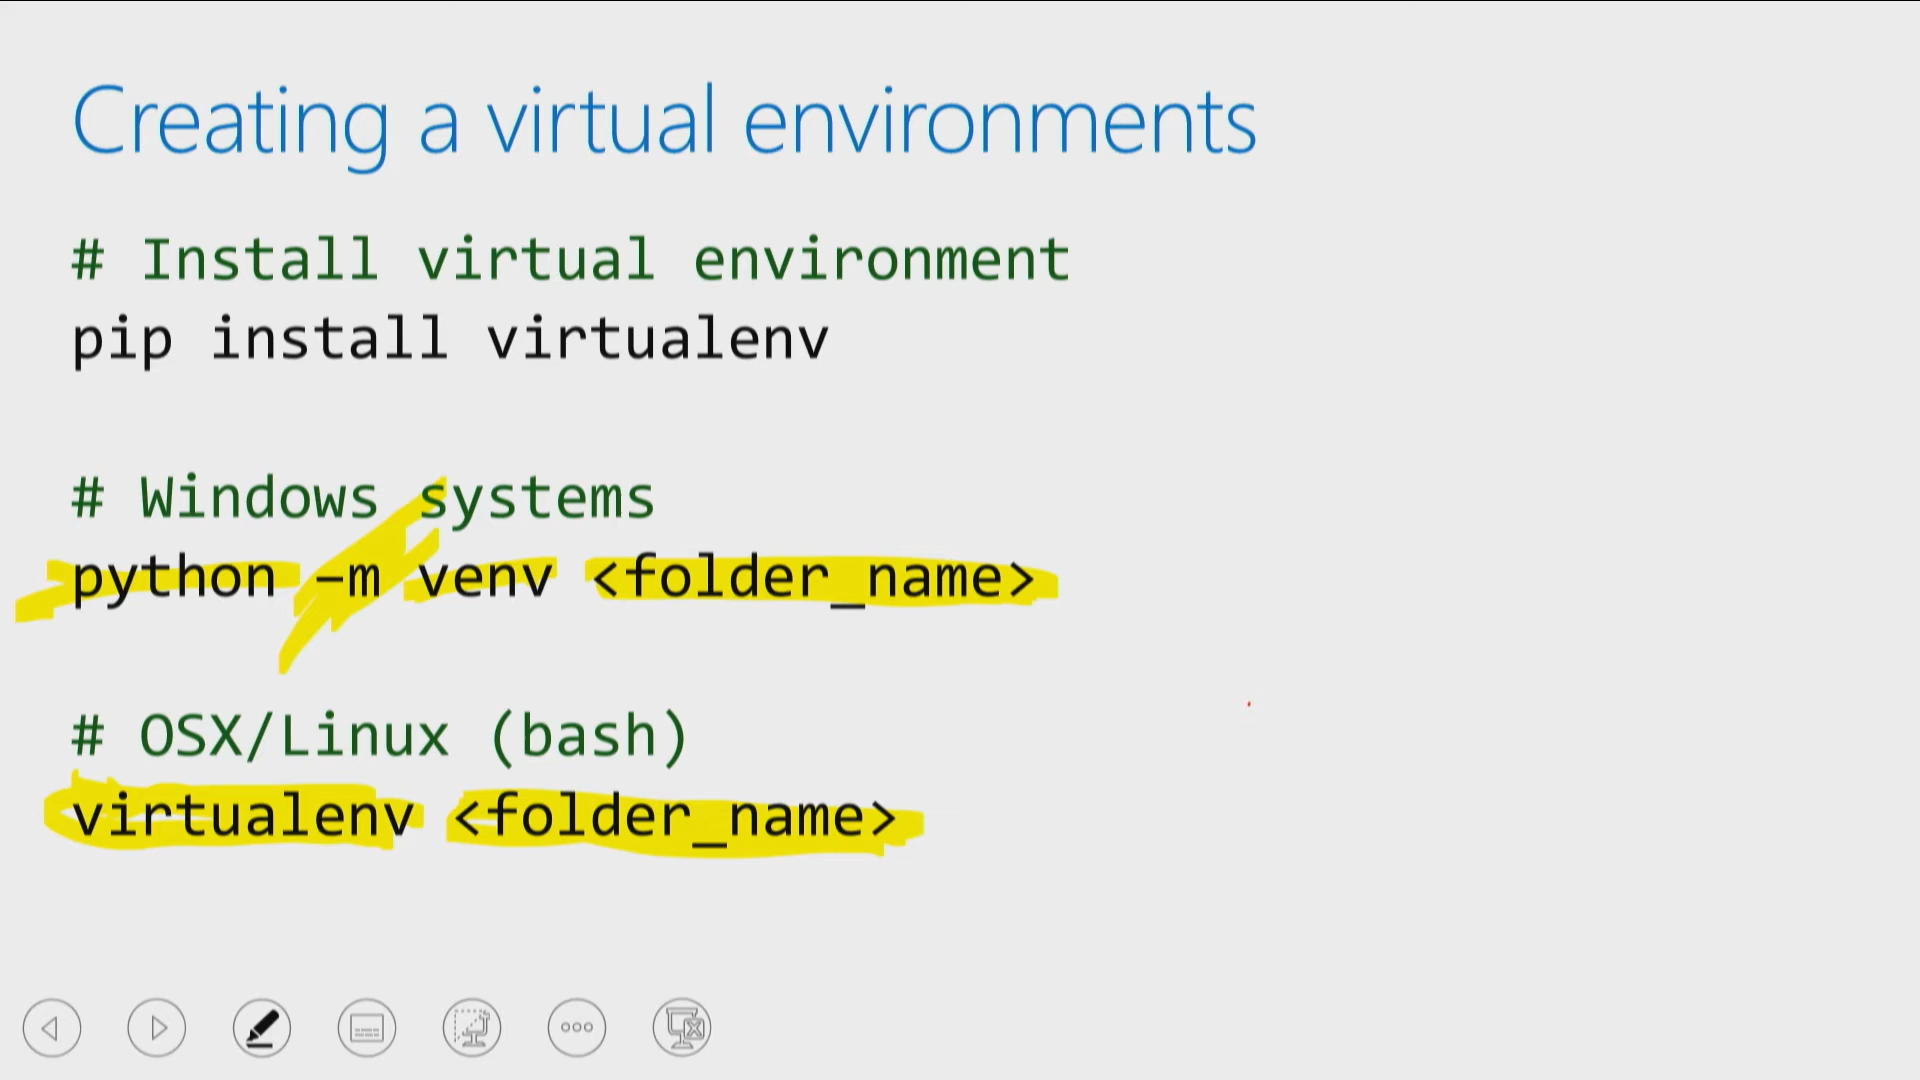 Creating a virtual environments
# Install virtual environment
pip install virtualenv
# Windows systems
python –m venv <folder_name>
# OSX/Linux (bash)
virtualenv <folder_name>